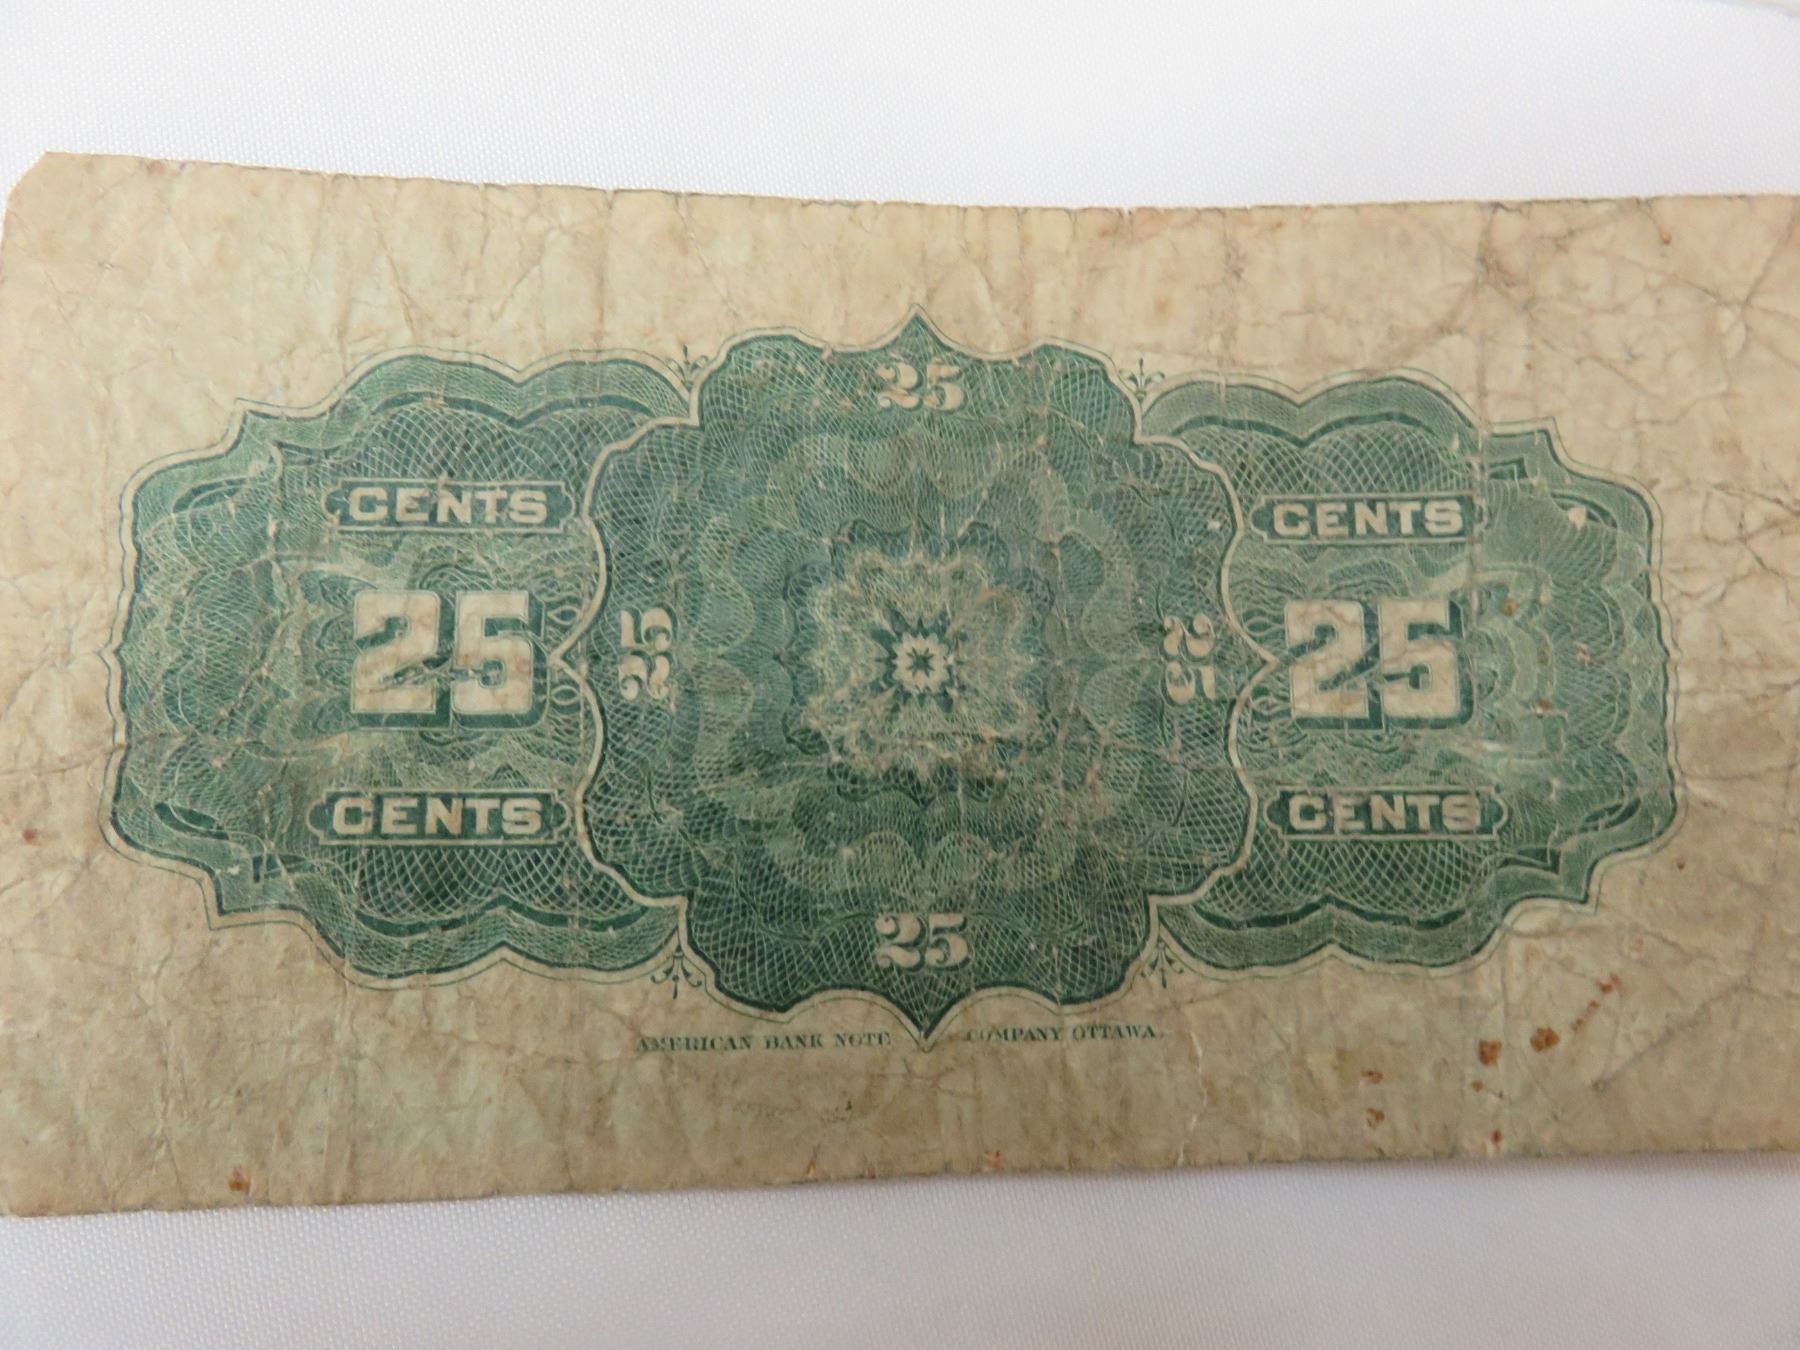 25
CENTS CENTS
25 25 25 25
CENTS CENTS
25
AMERICAN BANK NOTE COMPANY OTTAWA.